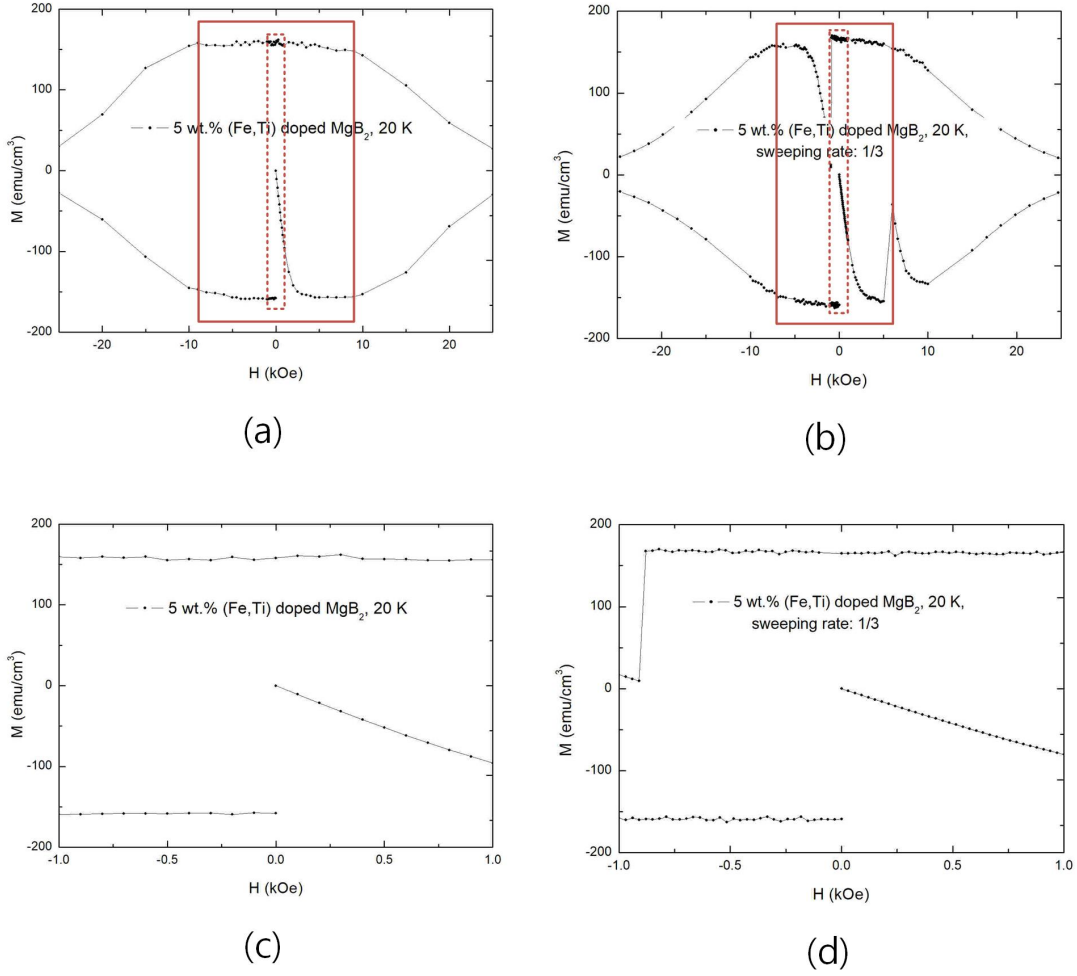 200
100
0
-100
-200
M (emu/cm³)
5 wt.% (Fe,Ti) doped MgB₂, 20 K
-20 -10 0 10 20
H (kOe)
(a)
200
100
0
-100
-200
M (emu/cm³)
5 wt.% (Fe,Ti) doped MgB₂, 20 K,
sweeping rate: 1/3
-20 -10 0 10 20
H (kOe)
(b)
200
100
0
-100
-200
M (emu/cm³)
5 wt.% (Fe,Ti) doped MgB₂, 20 K
-1.0 -0.5 0.0 0.5 1.0
H (kOe)
(c)
200
100
0
-100
-200
M (emu/cm³)
5 wt.% (Fe,Ti) doped MgB₂, 20 K,
sweeping rate: 1/3
-1.0 -0.5 0.0 0.5 1.0
H (kOe)
(d)